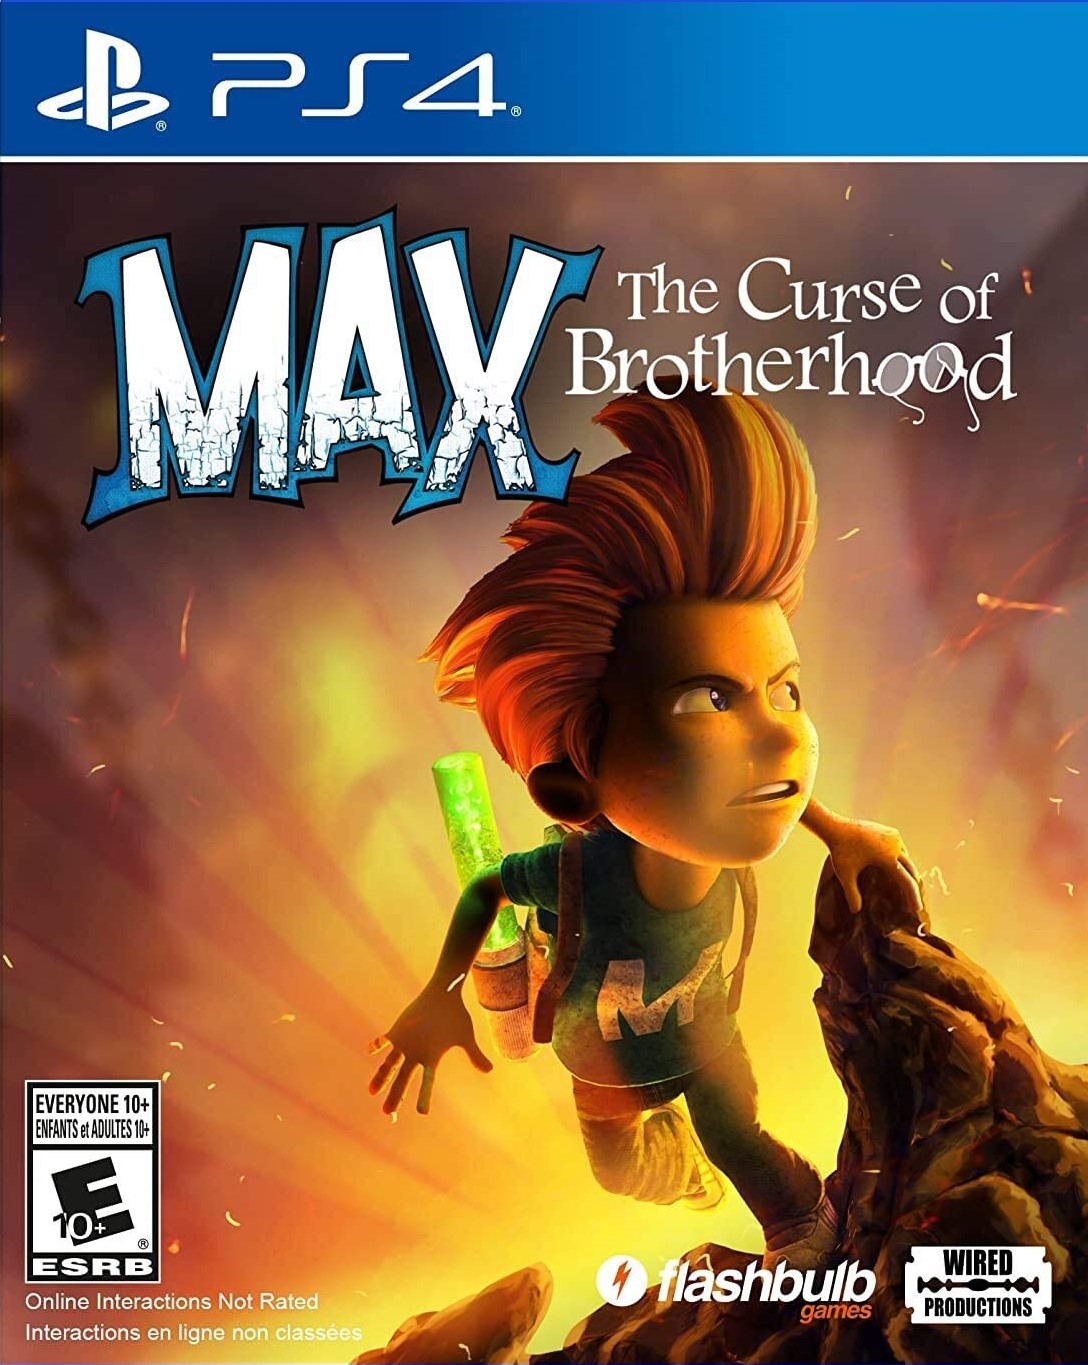 PS4
MAX
The Curse of
Brotherhood
M
EVERYONE 10+
ENFANTS et ADULTES 10+
E
10+
ESRB
Online Interactions Not Rated
Interactions en ligne non classées
flashbulb
games
WIRED
PRODUCTIONS